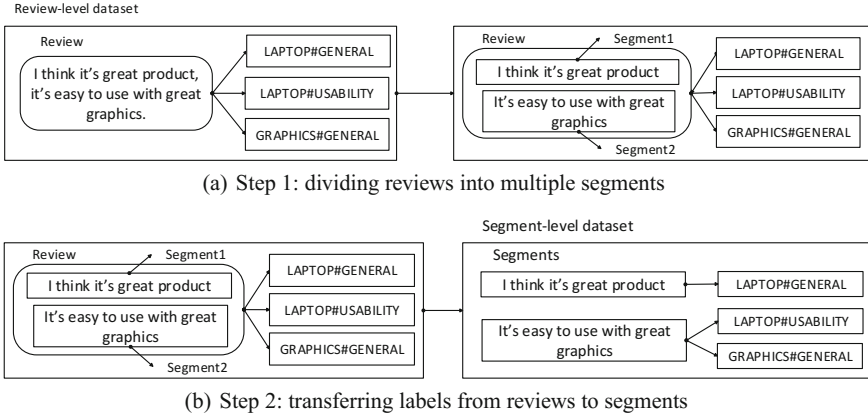 Review-level dataset
Review
I think it's great product,
it's easy to use with great
graphics.
LAPTOP#GENERAL
LAPTOP#USABILITY
GRAPHICS#GENERAL
Review
Segment1
I think it's great product
It's easy to use with great
graphics
Segment2
LAPTOP#GENERAL
LAPTOP#USABILITY
GRAPHICS#GENERAL
(a) Step 1: dividing reviews into multiple segments
Review
Segment1
I think it's great product
It's easy to use with great
graphics
Segment2
LAPTOP#GENERAL
LAPTOP#USABILITY
GRAPHICS#GENERAL
Segment-level dataset
Segments
I think it's great product
LAPTOP#GENERAL
It's easy to use with great
graphics
LAPTOP#USABILITY
GRAPHICS#GENERAL
(b) Step 2: transferring labels from reviews to segments